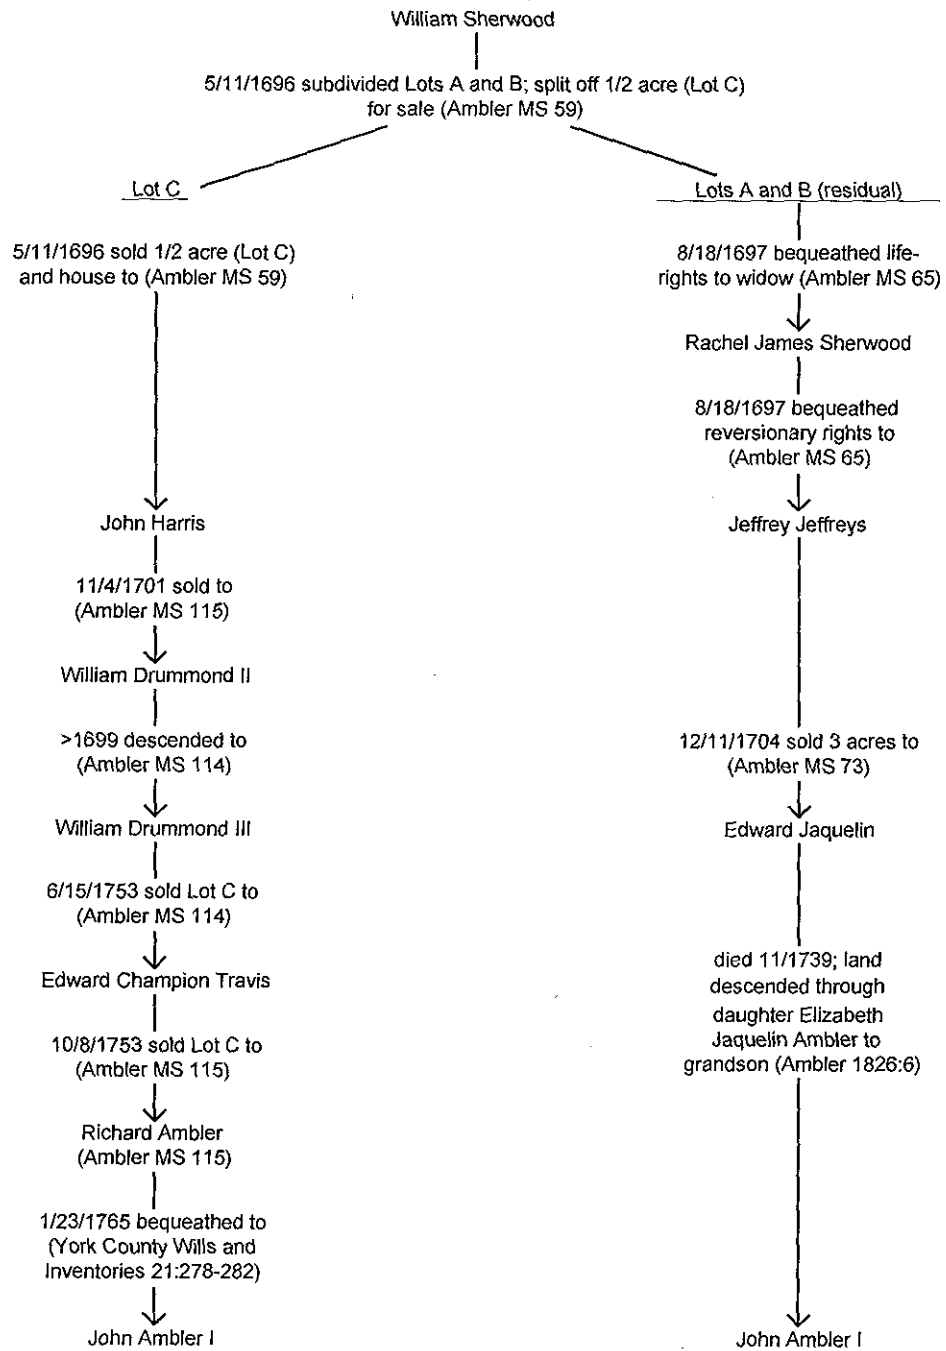 William Sherwood
5/11/1696 subdivided Lots A and B; split off 1/2 acre (Lot C)
for sale (Ambler MS 59)
Lot C
5/11/1696 sold 1/2 acre (Lot C)
and house to (Ambler MS 59)
John Harris
11/4/1701 sold to
(Ambler MS 115)
William Drummond II
>1699 descended to
(Ambler MS 114)
William Drummond III
6/15/1753 sold Lot C to
(Ambler MS 114)
Edward Champion Travis
10/8/1753 sold Lot C to
(Ambler MS 115)
Richard Ambler
(Ambler MS 115)
1/23/1765 bequeathed to
(York County Wills and
Inventories 21:278-282)
John Ambler I
Lots A and B (residual)
8/18/1697 bequeathed life-
rights to widow (Ambler MS 65)
Rachel James Sherwood
8/18/1697 bequeathed
reversionary rights to
(Ambler MS 65)
Jeffrey Jeffreys
12/11/1704 sold 3 acres to
(Ambler MS 73)
Edward Jaquelin
died 11/1739; land
descended through
daughter Elizabeth
Jaquelin Ambler to
grandson (Ambler 1826:6)
John Ambler I